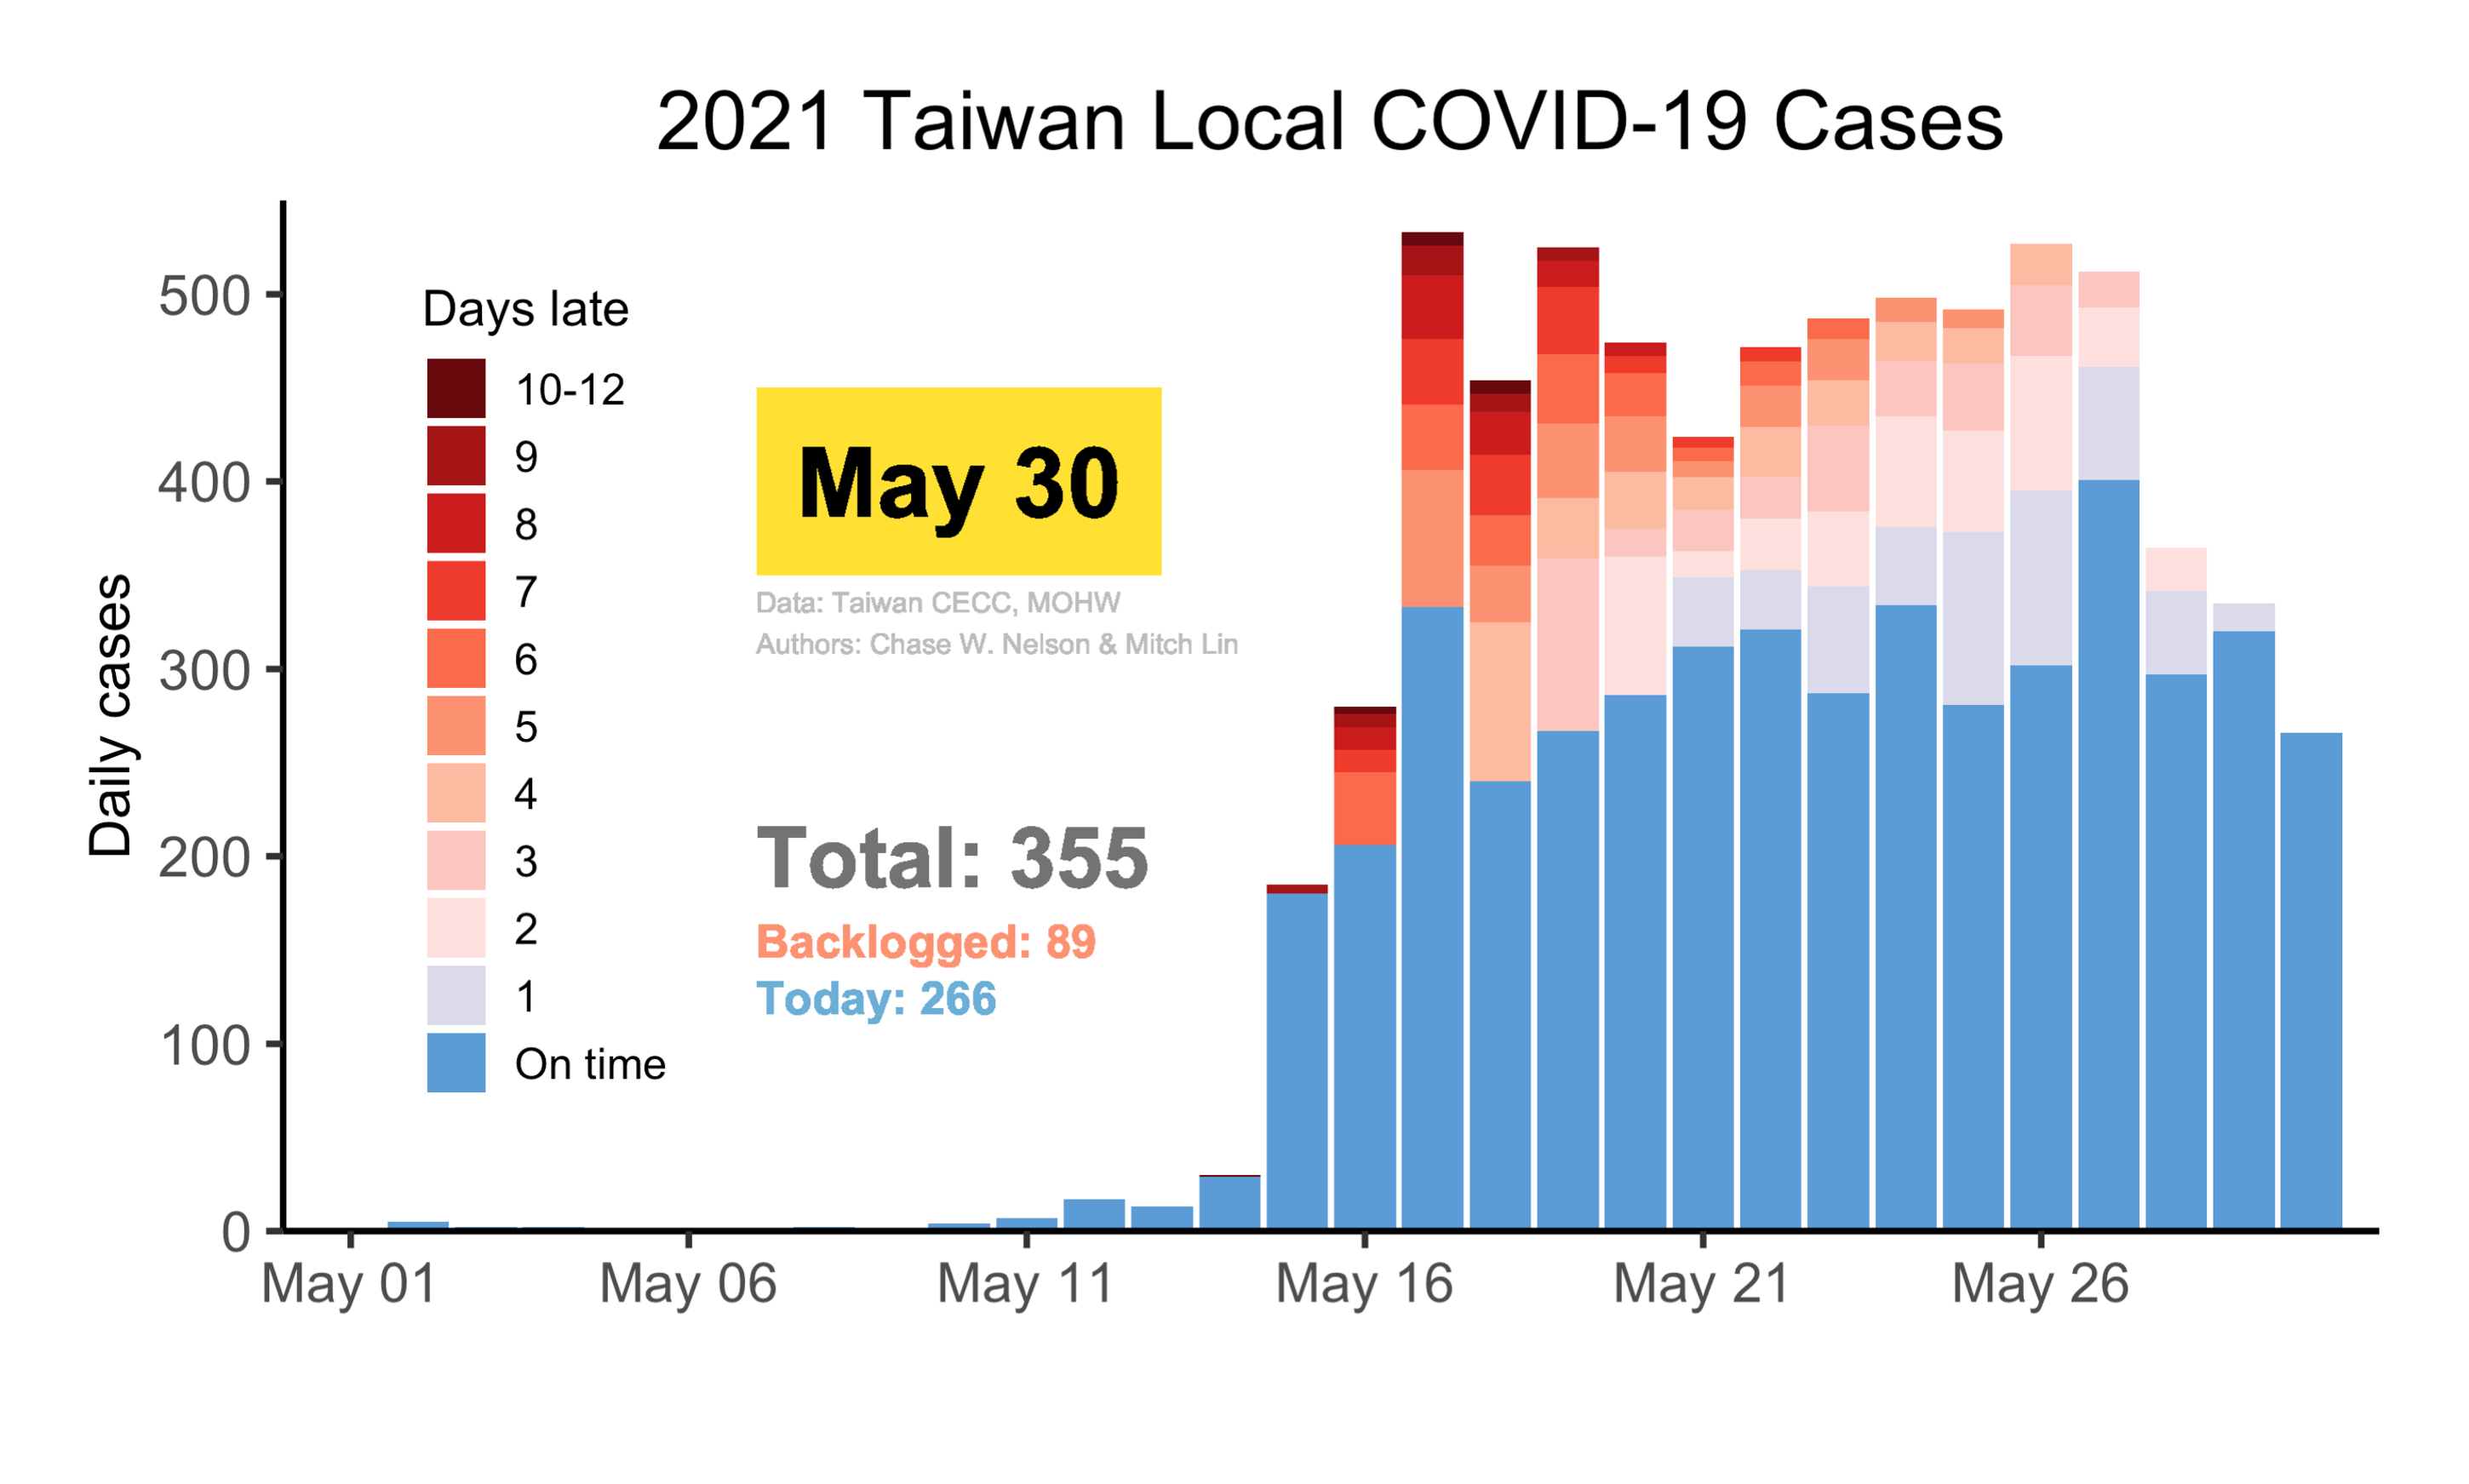 2021 Taiwan Local COVID-19 Cases
Daily cases
500
400
300
200
100
0
Days late
10-12
9
8
7
6
5
4
3
2
1
On time
May 30
Data: Taiwan CECC, MOHW
Authors: Chase W. Nelson & Mitch Lin
Total: 355
Backlogged: 89
Today: 266
May 01
May 06
May 11
May 16
May 21
May 26